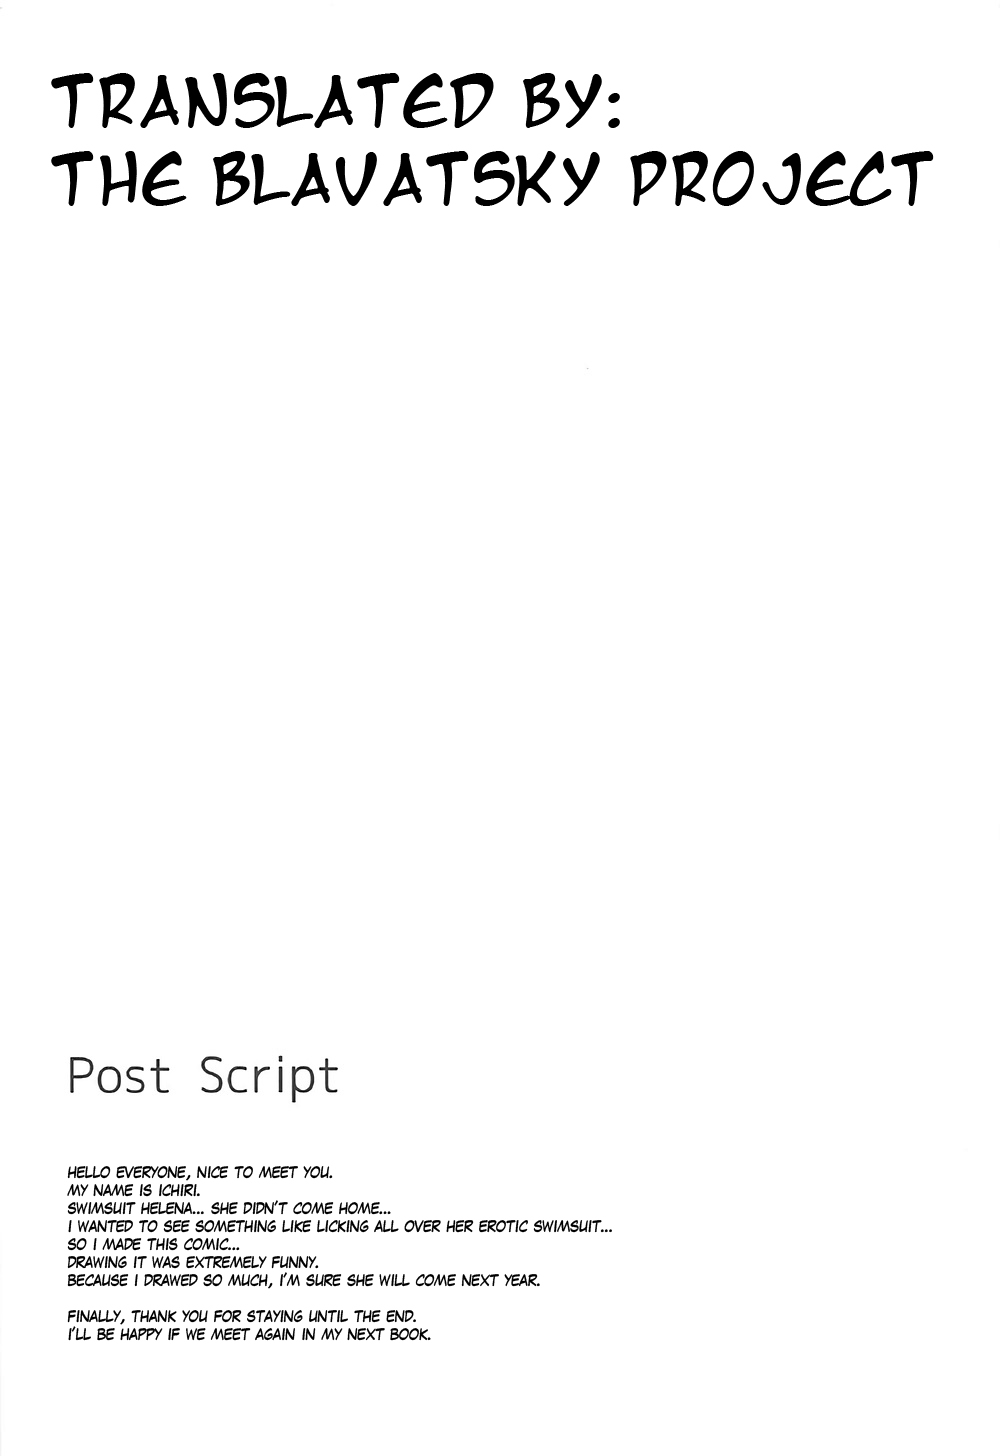 TRANSLATED BY:
THE BLAVATSKY PROJECT
Post Script
HELLO EVERYONE, NICE TO MEET YOU.
MY NAME IS ICHIRI.
SWIMSUIT HELENA... SHE DIDN'T COME HOME...
I WANTED TO SEE SOMETHING LIKE LICKING ALL OVER HER EROTIC SWIMSUIT...
SO I MADE THIS COMIC...
DRAWING IT WAS EXTREMELY FUNNY.
BECAUSE I DRAWED SO MUCH, I'M SURE SHE WILL COME NEXT YEAR.
FINALLY, THANK YOU FOR STAYING UNTIL THE END.
I'LL BE HAPPY IF WE MEET AGAIN IN MY NEXT BOOK.